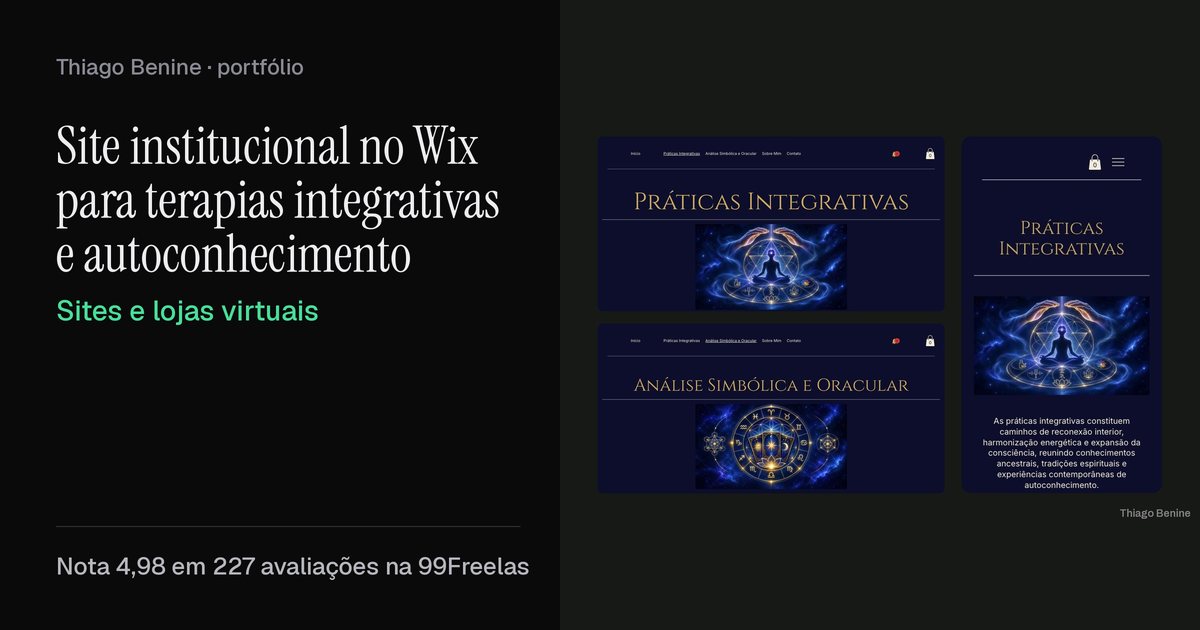 Thiago Benine · portfólio
Site institucional no Wix
para terapias integrativas
e autoconhecimento
Sites e lojas virtuais
Nota 4,98 em 227 avaliações na 99Freelas
Início Práticas Integrativas Análise Simbólica e Oracular Sobre Mim Contato 0
Práticas Integrativas
Início Práticas Integrativas Análise Simbólica e Oracular Sobre Mim Contato 0
Análise Simbólica e Oracular
0
Práticas
Integrativas
As práticas integrativas constituem
caminhos de reconexão interior,
harmonização energética e expansão da
consciência, reunindo conhecimentos
ancestrais, tradições espirituais e
experiências contemporâneas de
autoconhecimento.
Thiago Benine